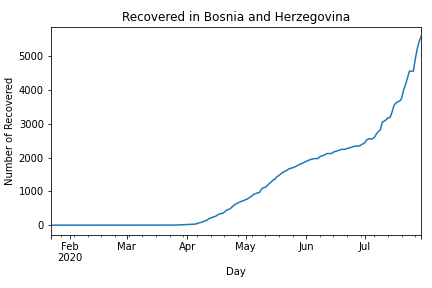 Recovered in Bosnia and Herzegovina
Number of Recovered
5000
4000
3000
2000
1000
0
Feb Mar Apr May Jun Jul
2020
Day